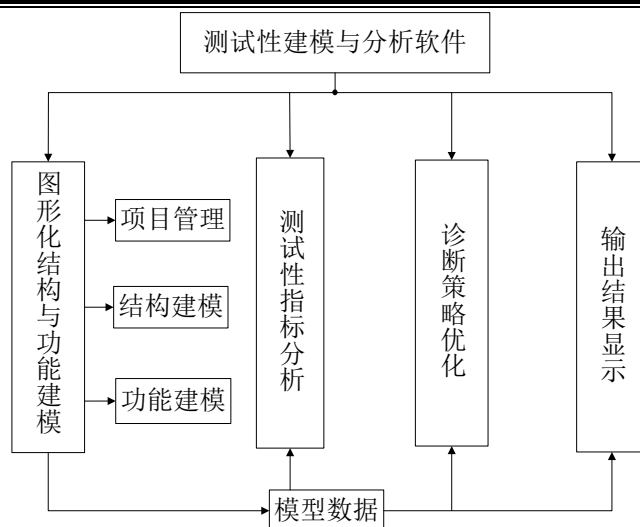 测试性建模与分析软件
图形化结构与功能建模
项目管理
结构建模
功能建模
测试性指标分析
诊断策略优化
输出结果显示
模型数据